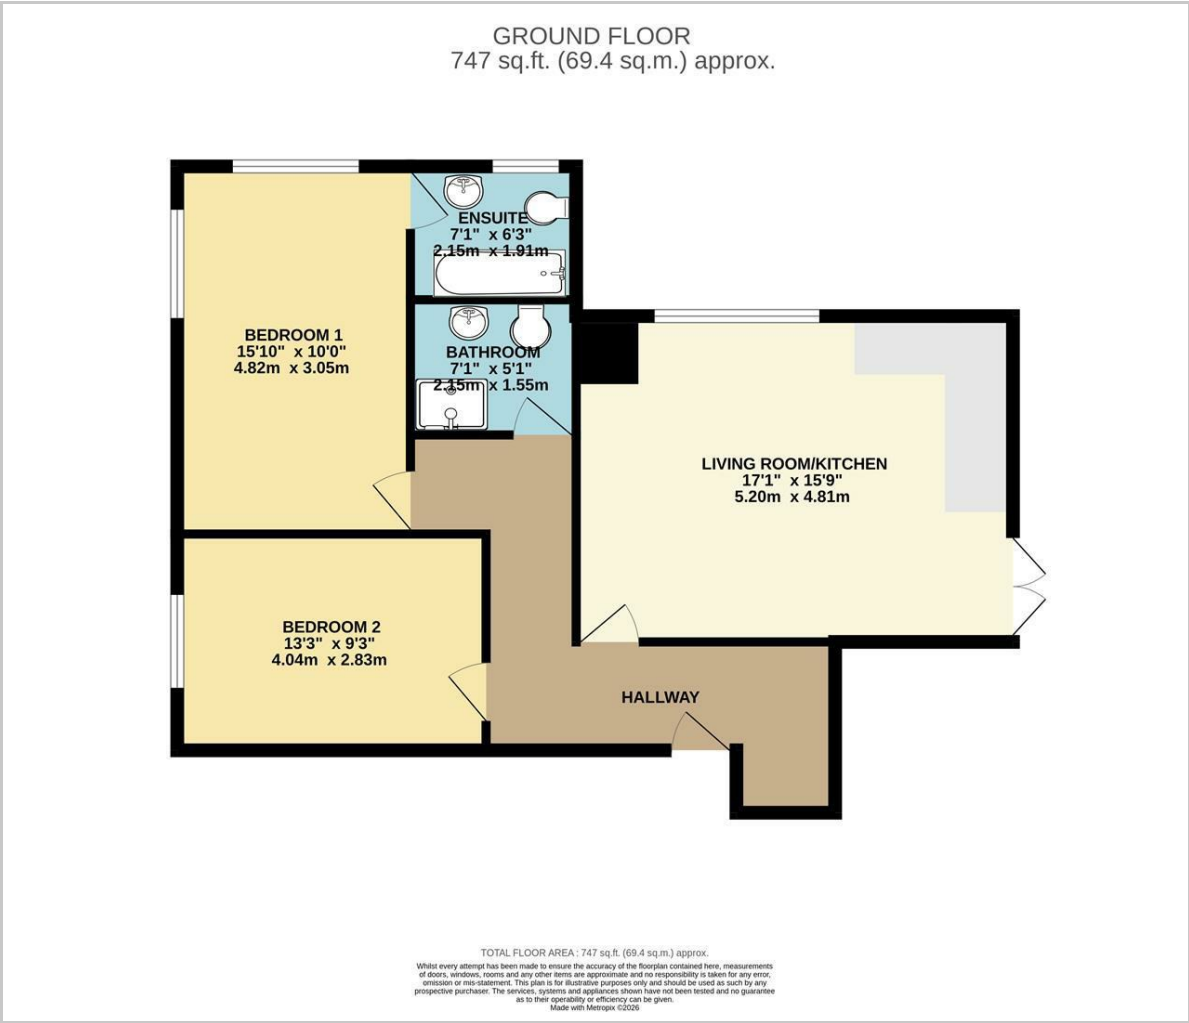 GROUND FLOOR
747 sq.ft. (69.4 sq.m.) approx.
ENSUITE
7'1" x 6'3"
2.15m x 1.91m
BEDROOM 1
15'10" x 10'0"
4.82m x 3.05m
BATHROOM
7'1" x 5'1"
2.15m x 1.55m
LIVING ROOM/KITCHEN
17'1" x 15'9"
5.20m x 4.81m
BEDROOM 2
13'3" x 9'3"
4.04m x 2.83m
HALLWAY
TOTAL FLOOR AREA : 747 sq.ft. (69.4 sq.m.) approx.
Whilst every attempt has been made to ensure the accuracy of the floorplan contained here, measurements
of doors, windows, rooms and any other items are approximate and no responsibility is taken for any error,
omission or mis-statement. This plan is for illustrative purposes only and should be used as such by any
prospective purchaser. The services, systems and appliances shown have not been tested and no guarantee
as to their operability or efficiency can be given.
Made with Metropix ©2026